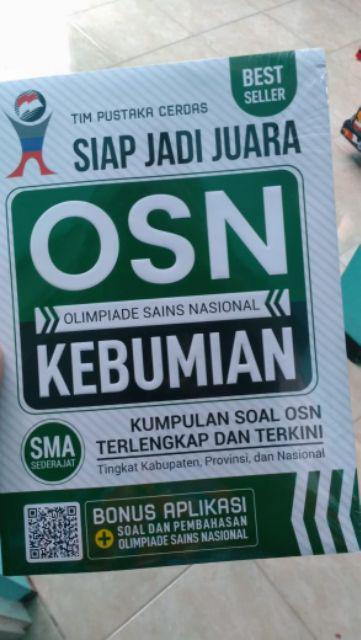 BEST
SELLER
TIM PUSTAKA CERDAS
SIAP JADI JUARA
OSN
OLIMPIADE SAINS NASIONAL
KEBUMIAN
SMA
SEDERAJAT
KUMPULAN SOAL OSN
TERLENGKAP DAN TERKINI
Tingkat Kabupaten, Provinsi, dan Nasional
BONUS APLIKASI
+ SOAL DAN PEMBAHASAN
OLIMPIADE SAINS NASIONAL